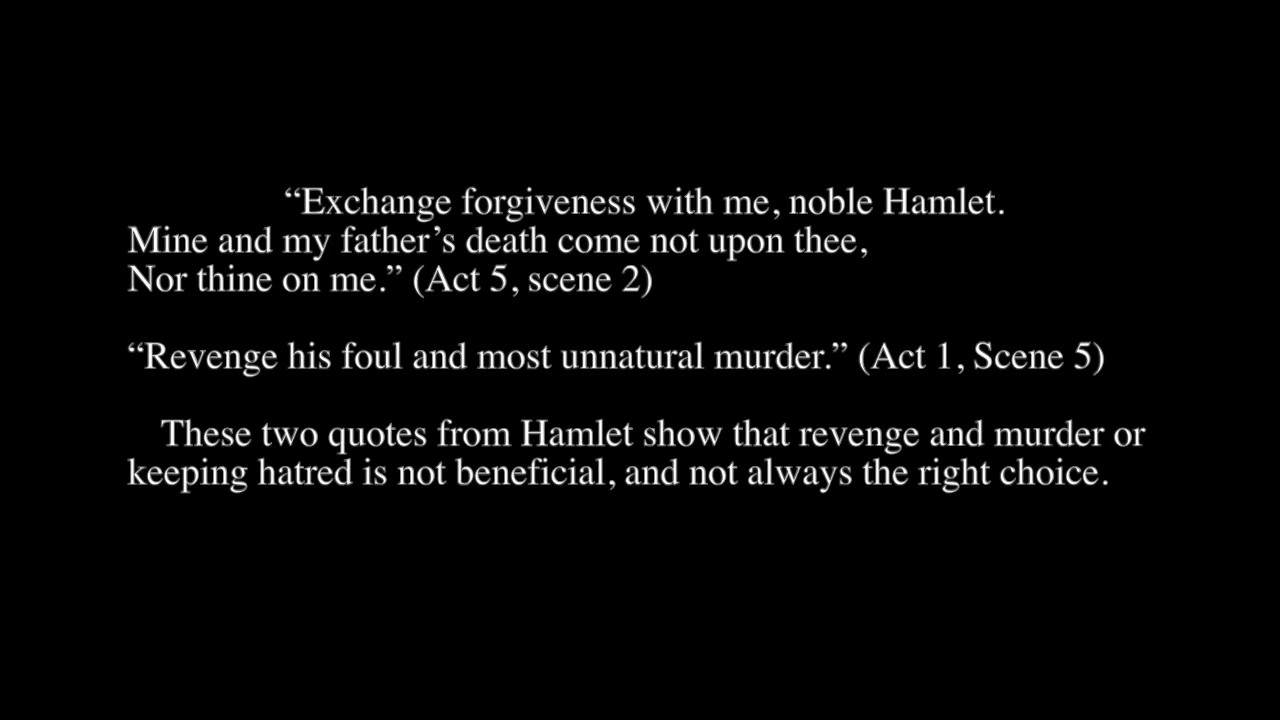 “Exchange forgiveness with me, noble Hamlet.
Mine and my father’s death come not upon thee,
Nor thine on me.” (Act 5, scene 2)
“Revenge his foul and most unnatural murder.” (Act 1, Scene 5)
These two quotes from Hamlet show that revenge and murder or
keeping hatred is not beneficial, and not always the right choice.